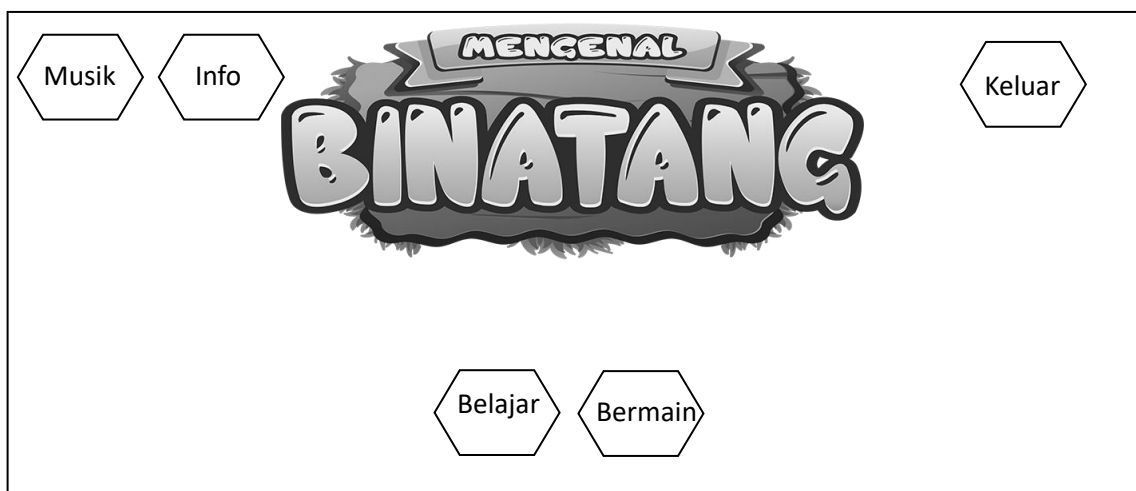 MENGENAL
BINATANG
Musik
Info
Keluar
Belajar
Bermain